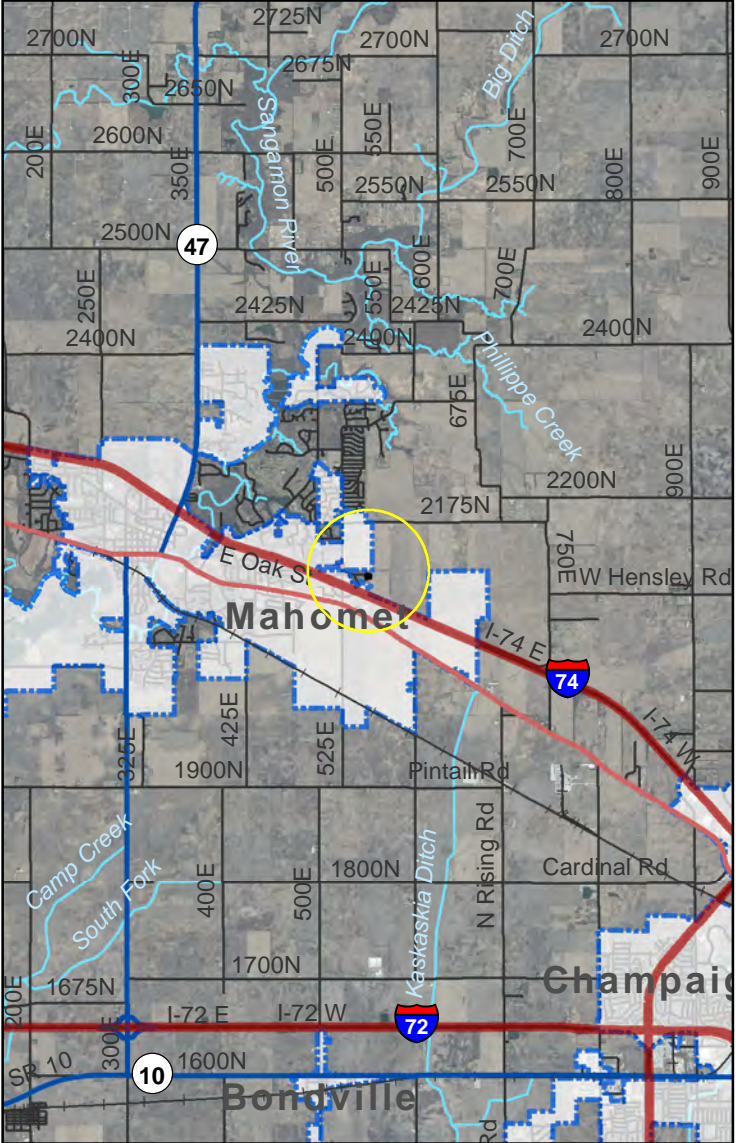 2725N
2700N
2700N
2700N
Big Ditch
300E
2675N
2650N
Sangamon River
2600N
200E
350E
500E
550E
700E
800E
900E
2550N
2550N
2500N
47
600E
550E
700E
250E
2425N
2425N
2400N
2400N
2400N
Phillippe Creek
675E
2200N
900E
2175N
E Oak S
750E
W Hensley Rd
Mahomet
I-74 E
74
I-74 W
425E
525E
325E
1900N
Pintail Rd
Camp Creek
South Fork
400E
500E
1800N
Kaskaskia Ditch
N Rising Rd
Cardinal Rd
1700N
Champaig
1675N
200E
I-72 E
I-72 W
72
300E
SR 10
10
1600N
Bondville
Rd